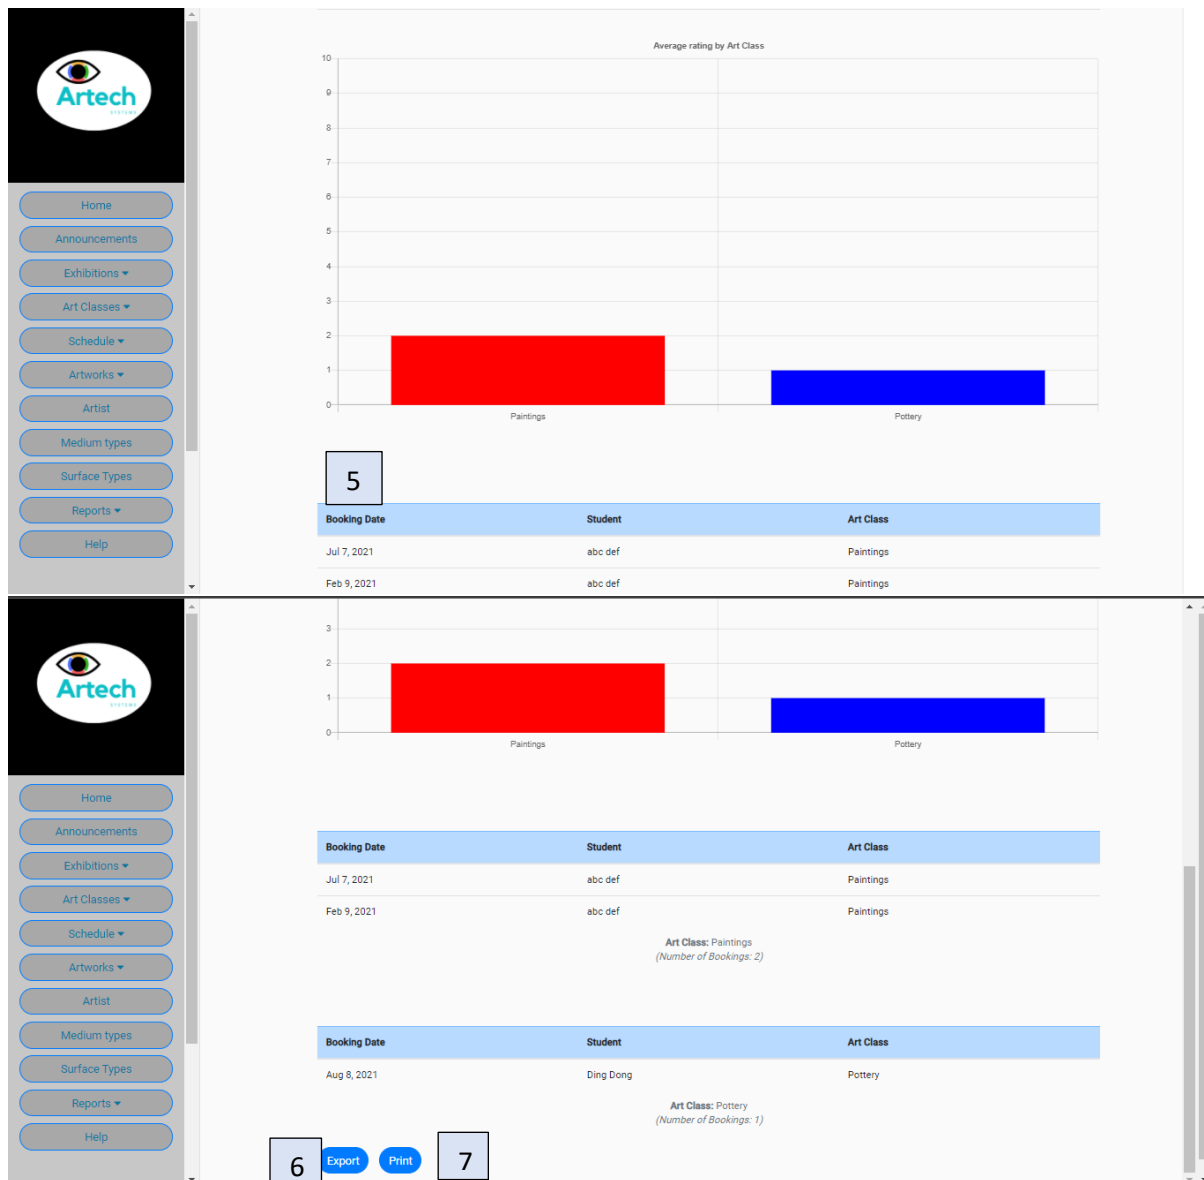 Artech
SYSTEMS
Home
Announcements
Exhibitions
Art Classes
Schedule
Artworks
Artist
Medium types
Surface Types
Reports
Help
Average rating by Art Class
10
9
8
7
6
5
4
3
2
1
0
Paintings Pottery
5
Booking Date Student Art Class
Jul 7, 2021 abc def Paintings
Feb 9, 2021 abc def Paintings
Artech
SYSTEMS
Home
Announcements
Exhibitions
Art Classes
Schedule
Artworks
Artist
Medium types
Surface Types
Reports
Help
3
2
1
0
Paintings Pottery
Booking Date Student Art Class
Jul 7, 2021 abc def Paintings
Feb 9, 2021 abc def Paintings
Art Class: Paintings
(Number of Bookings: 2)
Booking Date Student Art Class
Aug 8, 2021 Ding Dong Pottery
Art Class: Pottery
(Number of Bookings: 1)
6 Export Print 7